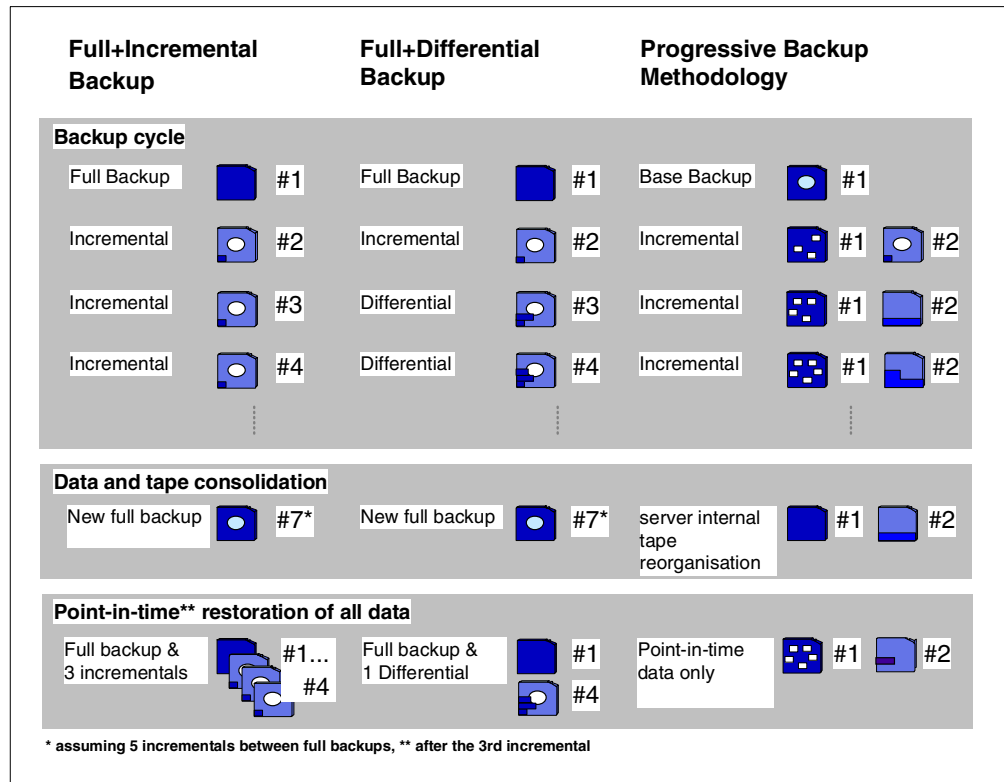 Full+Incremental
Backup
Full+Differential
Backup
Progressive Backup
Methodology
Backup cycle
Full Backup #1 Full Backup #1 Base Backup #1
Incremental #2 Incremental #2 Incremental #1 #2
Incremental #3 Differential #3 Incremental #1 #2
Incremental #4 Differential #4 Incremental #1 #2
Data and tape consolidation
New full backup #7* New full backup #7* server internal
tape
reorganisation #1 #2
Point-in-time** restoration of all data
Full backup &
3 incrementals #1...
#4
Full backup &
1 Differential #1
#4
Point-in-time
data only #1 #2
* assuming 5 incrementals between full backups, ** after the 3rd incremental